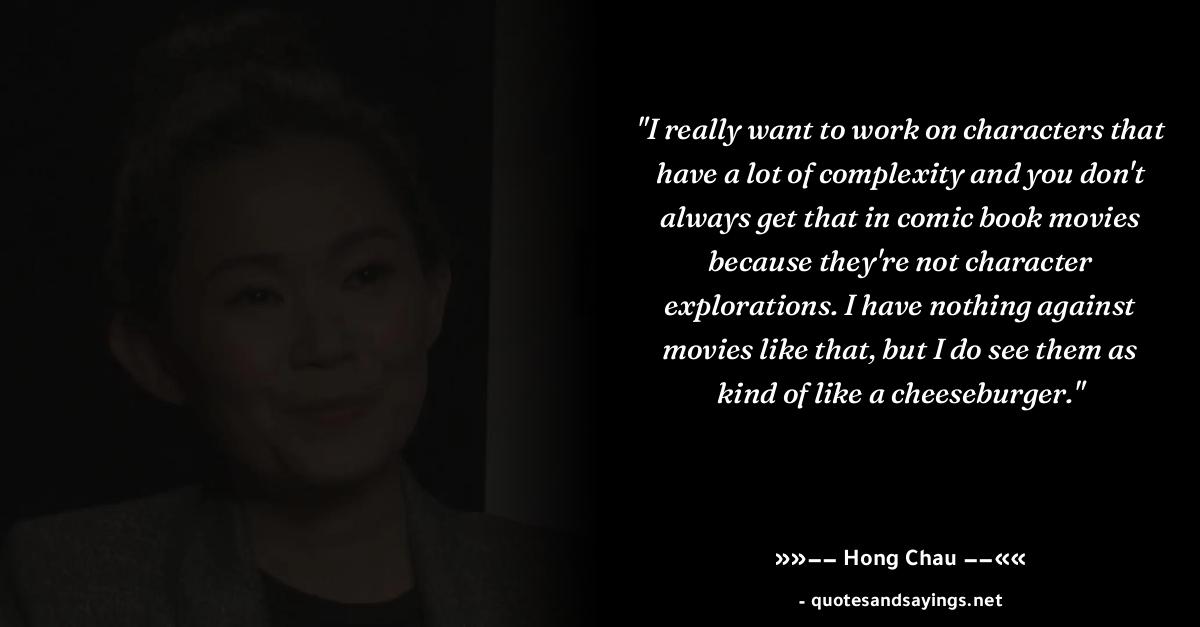 "I really want to work on characters that
have a lot of complexity and you don't
always get that in comic book movies
because they're not character
explorations. I have nothing against
movies like that, but I do see them as
kind of like a cheeseburger."
»»−− Hong Chau −−««
- quotesandsayings.net